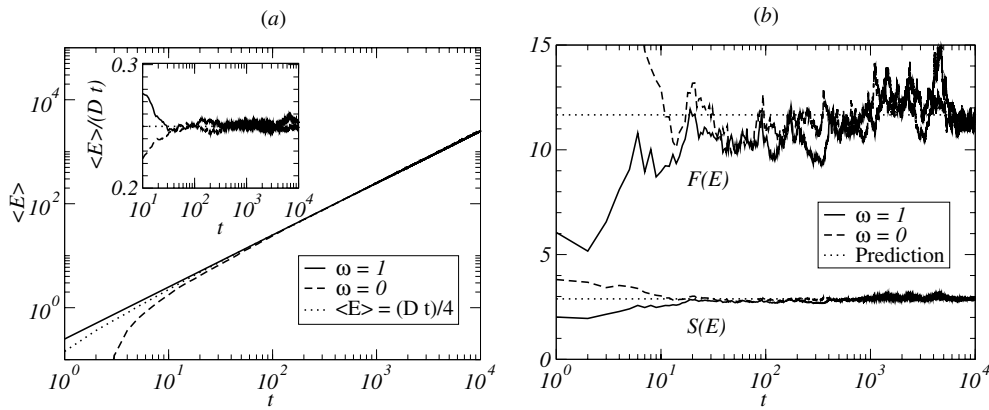 (a)
<E>
10^4
10^2
10^0
10^0
10^1
10^2
10^3
10^4
t
<E>/(D t)
0.3
0.2
10^1
10^2
10^3
10^4
t
ω = 1
ω = 0
<E> = (D t)/4
(b)
15
10
5
0
10^0
10^1
10^2
10^3
10^4
t
F(E)
ω = 1
ω = 0
Prediction
S(E)